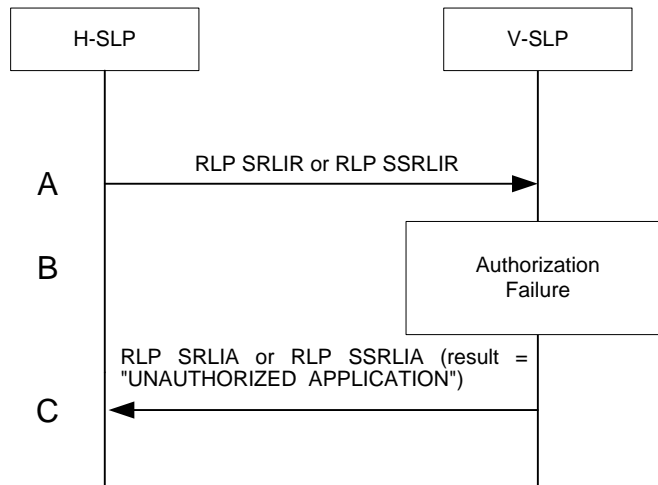 H-SLP
V-SLP
A
RLP SRLIR or RLP SSRLIR
B
Authorization
Failure
RLP SRLIA or RLP SSRLIA (result =
"UNAUTHORIZED APPLICATION")
C